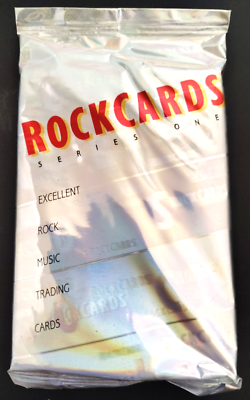 ROCKCARDS
SERIES ONE
EXCELLENT
ROCK
MUSIC
TRADING
CARDS